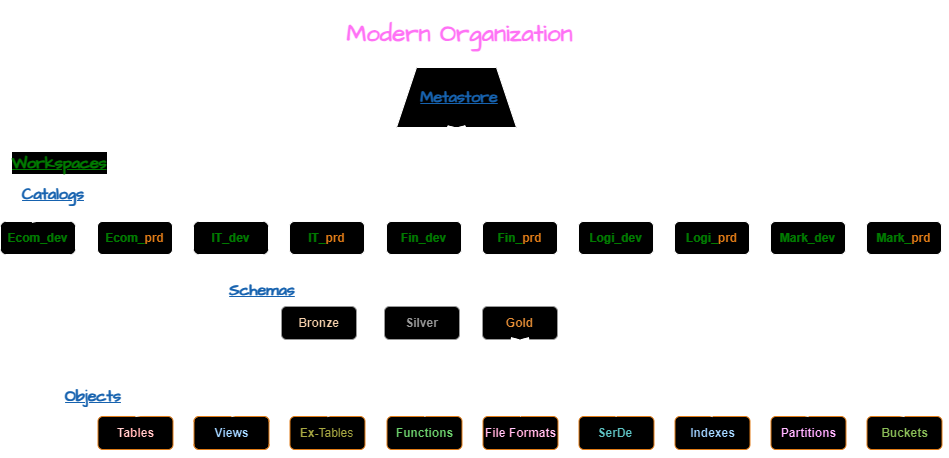 Modern Organization
Metastore
Workspaces
Catalogs
Ecom_dev Ecom_prd IT_dev IT_prd Fin_dev Fin_prd Logi_dev Logi_prd Mark_dev Mark_prd
Schemas
Bronze Silver Gold
Objects
Tables Views Ex-Tables Functions File Formats SerDe Indexes Partitions Buckets